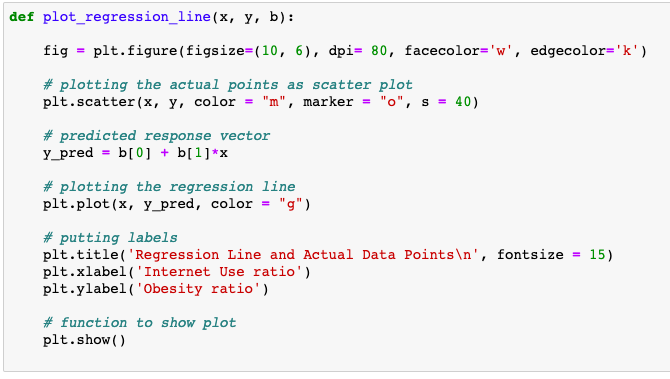 def plot_regression_line(x, y, b):
    fig = plt.figure(figsize=(10, 6), dpi= 80, facecolor='w', edgecolor='k')
    # plotting the actual points as scatter plot
    plt.scatter(x, y, color = "m", marker = "o", s = 40)
    # predicted response vector
    y_pred = b[0] + b[1]*x
    # plotting the regression line
    plt.plot(x, y_pred, color = "g")
    # putting labels
    plt.title('Regression Line and Actual Data Points\n', fontsize = 15)
    plt.xlabel('Internet Use ratio')
    plt.ylabel('Obesity ratio')
    # function to show plot
    plt.show()